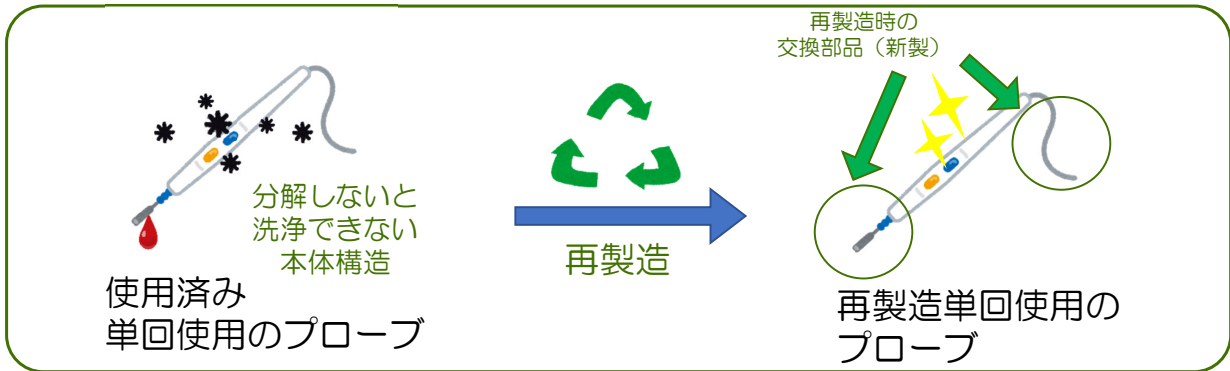 分解しないと
洗浄できない
本体構造
使用済み
単回使用のプローブ
再製造
再製造時の
交換部品（新製）
再製造単回使用の
プローブ